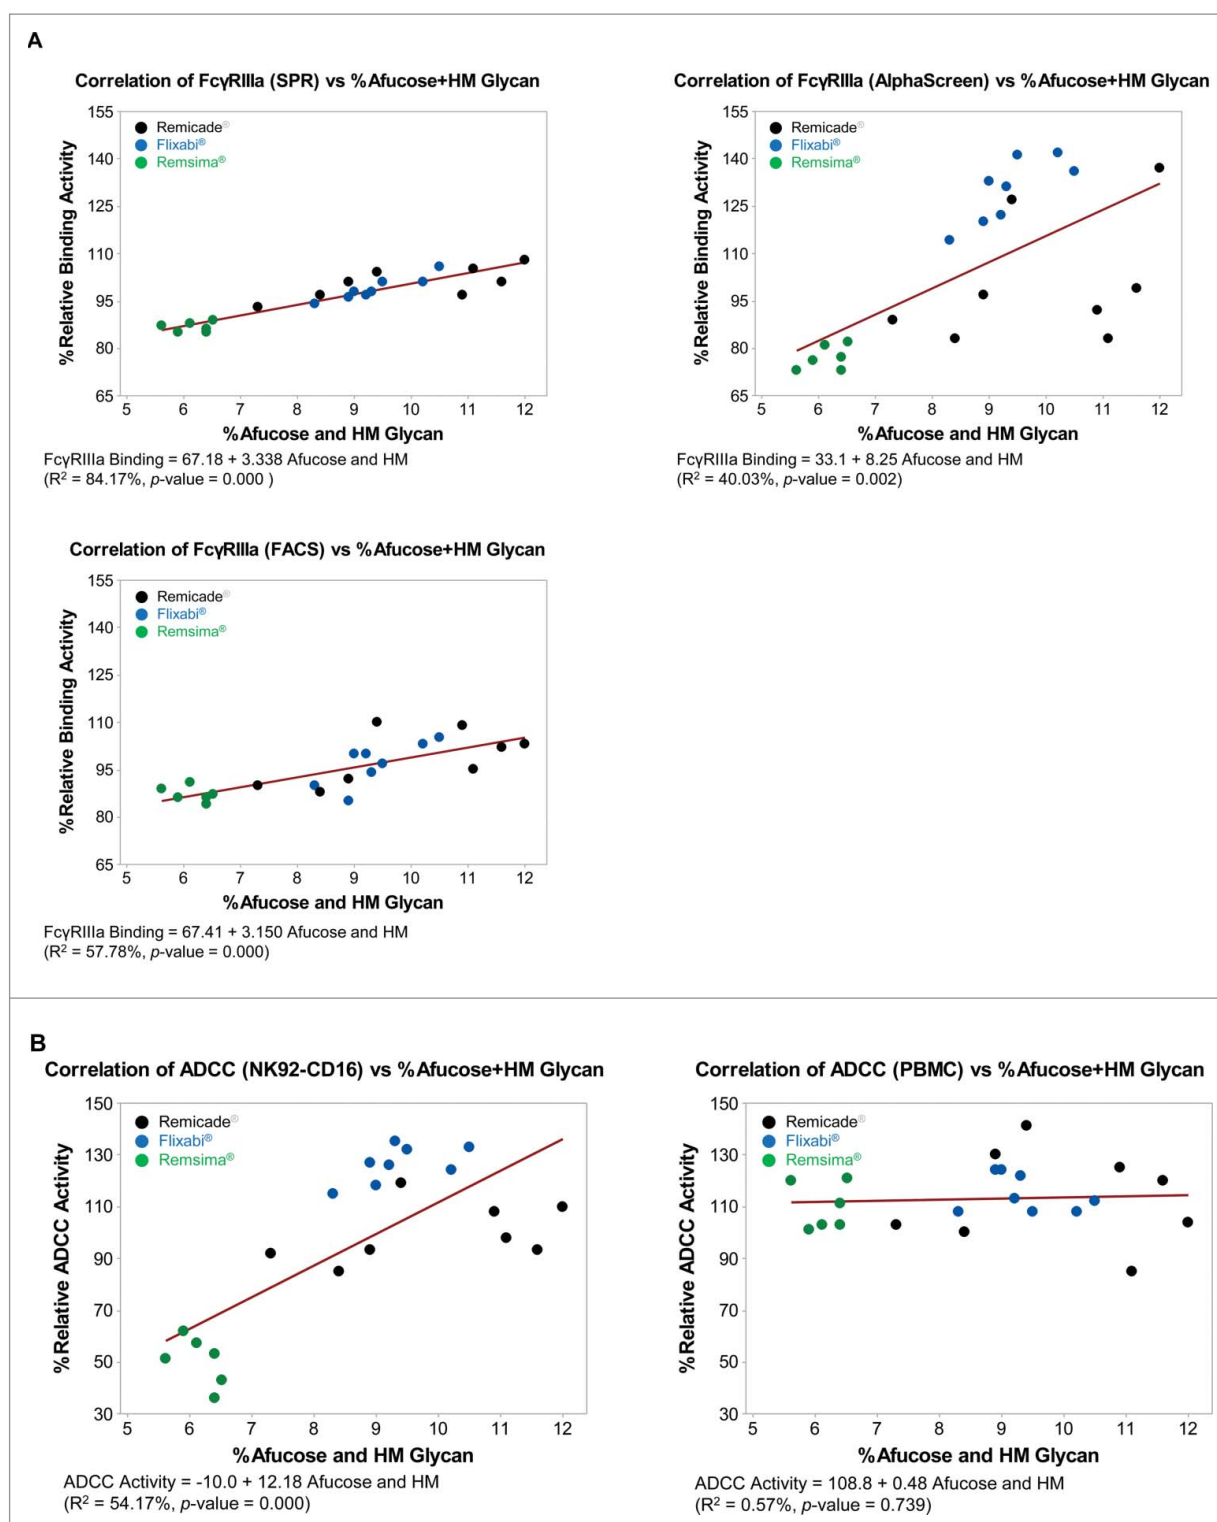 A
Correlation of FcγRIIIa (SPR) vs %Afucose+HM Glycan
155
140
125
110
95
80
65
%Relative Binding Activity
Remicade®
Flixabi®
Remsima®
5 6 7 8 9 10 11 12
%Afucose and HM Glycan
FcγRIIIa Binding = 67.18 + 3.338 Afucose and HM
(R² = 84.17%, p-value = 0.000 )
Correlation of FcγRIIIa (AlphaScreen) vs %Afucose+HM Glycan
155
140
125
110
95
80
65
%Relative Binding Activity
Remicade®
Flixabi®
Remsima®
5 6 7 8 9 10 11 12
%Afucose and HM Glycan
FcγRIIIa Binding = 33.1 + 8.25 Afucose and HM
(R² = 40.03%, p-value = 0.002)
Correlation of FcγRIIIa (FACS) vs %Afucose+HM Glycan
155
140
125
110
95
80
65
%Relative Binding Activity
Remicade®
Flixabi®
Remsima®
5 6 7 8 9 10 11 12
%Afucose and HM Glycan
FcγRIIIa Binding = 67.41 + 3.150 Afucose and HM
(R² = 57.78%, p-value = 0.000)
B
Correlation of ADCC (NK92-CD16) vs %Afucose+HM Glycan
150
130
110
90
70
50
30
%Relative ADCC Activity
Remicade®
Flixabi®
Remsima®
5 6 7 8 9 10 11 12
%Afucose and HM Glycan
ADCC Activity = -10.0 + 12.18 Afucose and HM
(R² = 54.17%, p-value = 0.000)
Correlation of ADCC (PBMC) vs %Afucose+HM Glycan
150
130
110
90
70
50
30
%Relative ADCC Activity
Remicade®
Flixabi®
Remsima®
5 6 7 8 9 10 11 12
%Afucose and HM Glycan
ADCC Activity = 108.8 + 0.48 Afucose and HM
(R² = 0.57%, p-value = 0.739)